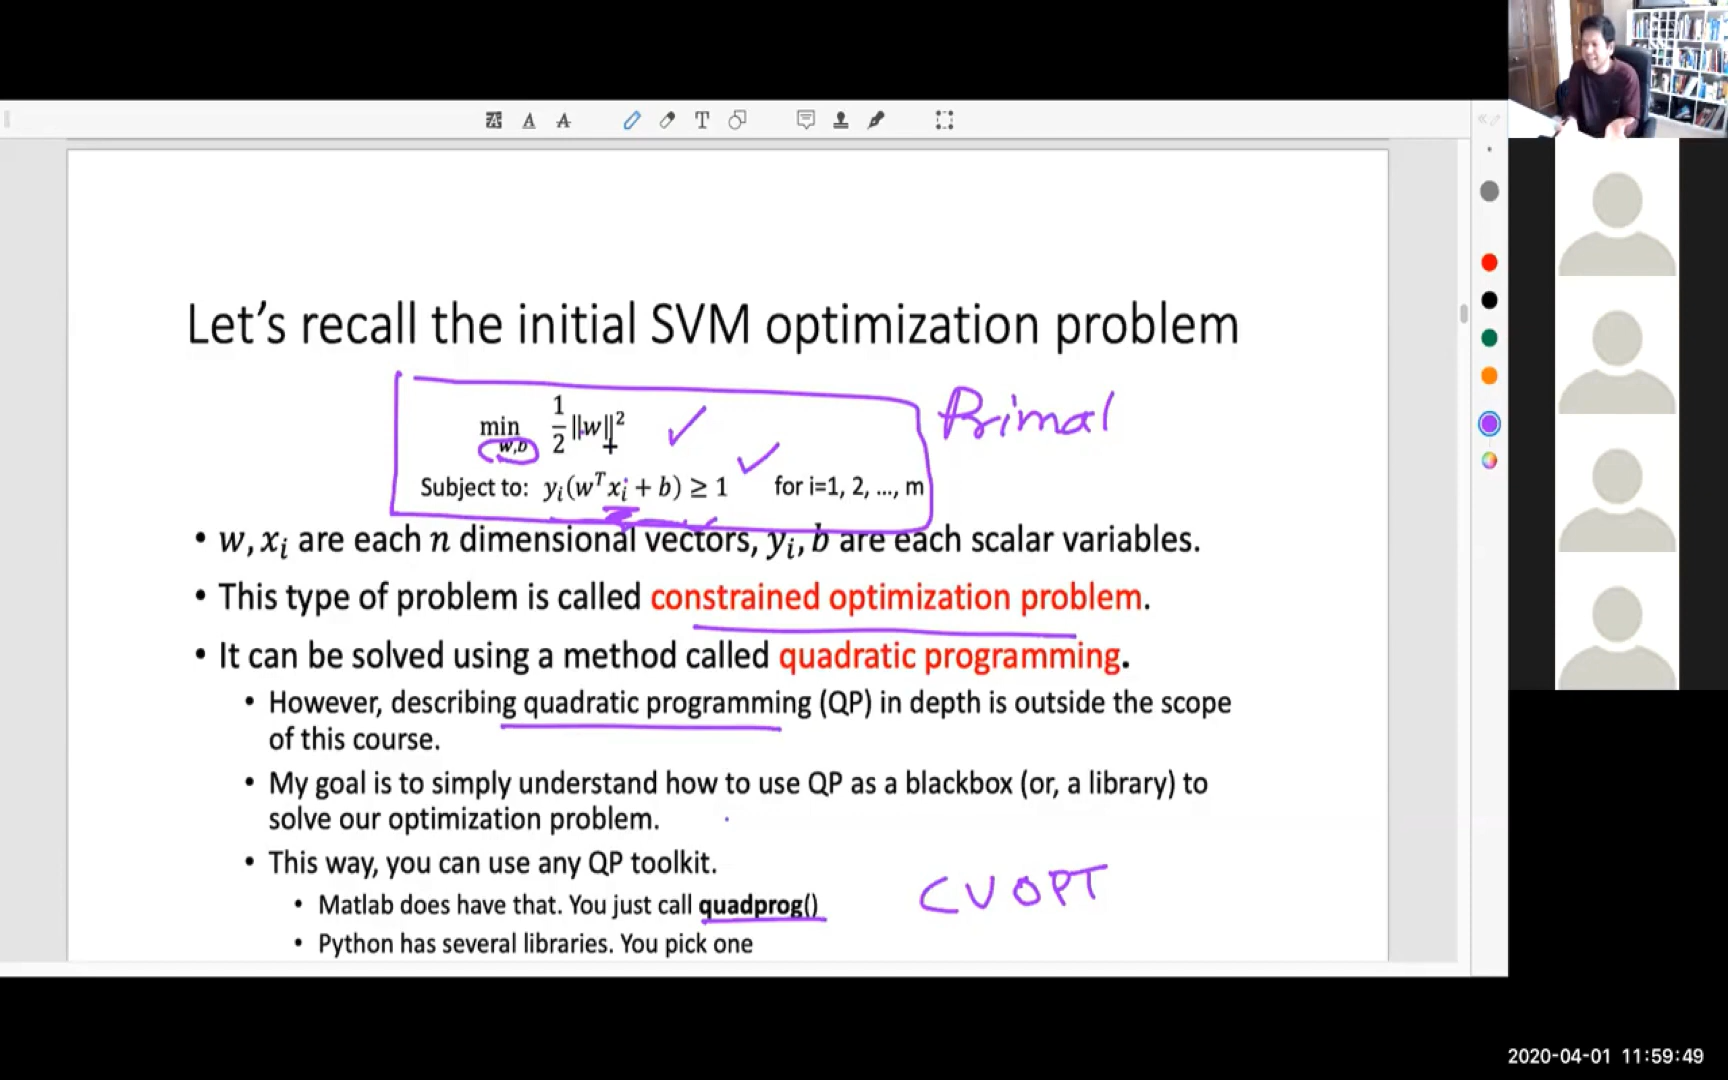 Let's recall the initial SVM optimization problem
min 1/2 ||w||² Primal
w,b
Subject to: yᵢ(wᵀxᵢ + b) ≥ 1 for i=1, 2, ..., m
• w, xᵢ are each n dimensional vectors, yᵢ, b are each scalar variables.
• This type of problem is called constrained optimization problem.
• It can be solved using a method called quadratic programming.
• However, describing quadratic programming (QP) in depth is outside the scope
of this course.
• My goal is to simply understand how to use QP as a blackbox (or, a library) to
solve our optimization problem.
• This way, you can use any QP toolkit.
CVOPT
• Matlab does have that. You just call quadprog()
• Python has several libraries. You pick one
2020-04-01 11:59:49